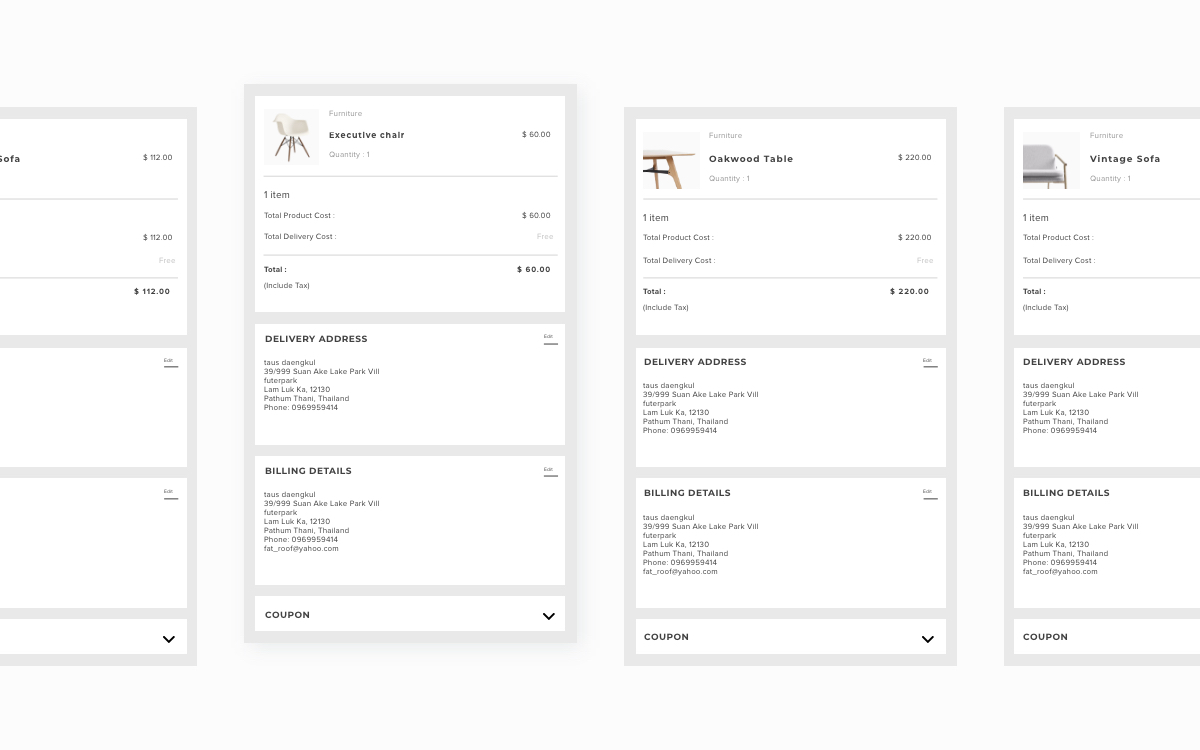 Sofa
$ 112.00
$ 112.00
Free
$ 112.00
Edit
Edit
Furniture
Executive chair
$ 60.00
Quantity : 1
1 item
Total Product Cost :
$ 60.00
Total Delivery Cost :
Free
Total :
$ 60.00
(Include Tax)
DELIVERY ADDRESS
Edit
taus daengkul
39/999 Suan Ake Lake Park Vill
futerpark
Lam Luk Ka, 12130
Pathum Thani, Thailand
Phone: 0969959414
BILLING DETAILS
Edit
taus daengkul
39/999 Suan Ake Lake Park Vill
futerpark
Lam Luk Ka, 12130
Pathum Thani, Thailand
Phone: 0969959414
fat_roof@yahoo.com
COUPON
Furniture
Oakwood Table
$ 220.00
Quantity : 1
1 item
Total Product Cost :
$ 220.00
Total Delivery Cost :
Free
Total :
$ 220.00
(Include Tax)
DELIVERY ADDRESS
Edit
taus daengkul
39/999 Suan Ake Lake Park Vill
futerpark
Lam Luk Ka, 12130
Pathum Thani, Thailand
Phone: 0969959414
BILLING DETAILS
Edit
taus daengkul
39/999 Suan Ake Lake Park Vill
futerpark
Lam Luk Ka, 12130
Pathum Thani, Thailand
Phone: 0969959414
fat_roof@yahoo.com
COUPON
Furniture
Vintage Sofa
Quantity : 1
1 item
Total Product Cost :
Total Delivery Cost :
Total :
(Include Tax)
DELIVERY ADDRESS
taus daengkul
39/999 Suan Ake Lake Park Vill
futerpark
Lam Luk Ka, 12130
Pathum Thani, Thailand
Phone: 0969959414
BILLING DETAILS
taus daengkul
39/999 Suan Ake Lake Park Vill
futerpark
Lam Luk Ka, 12130
Pathum Thani, Thailand
Phone: 0969959414
fat_roof@yahoo.com
COUPON